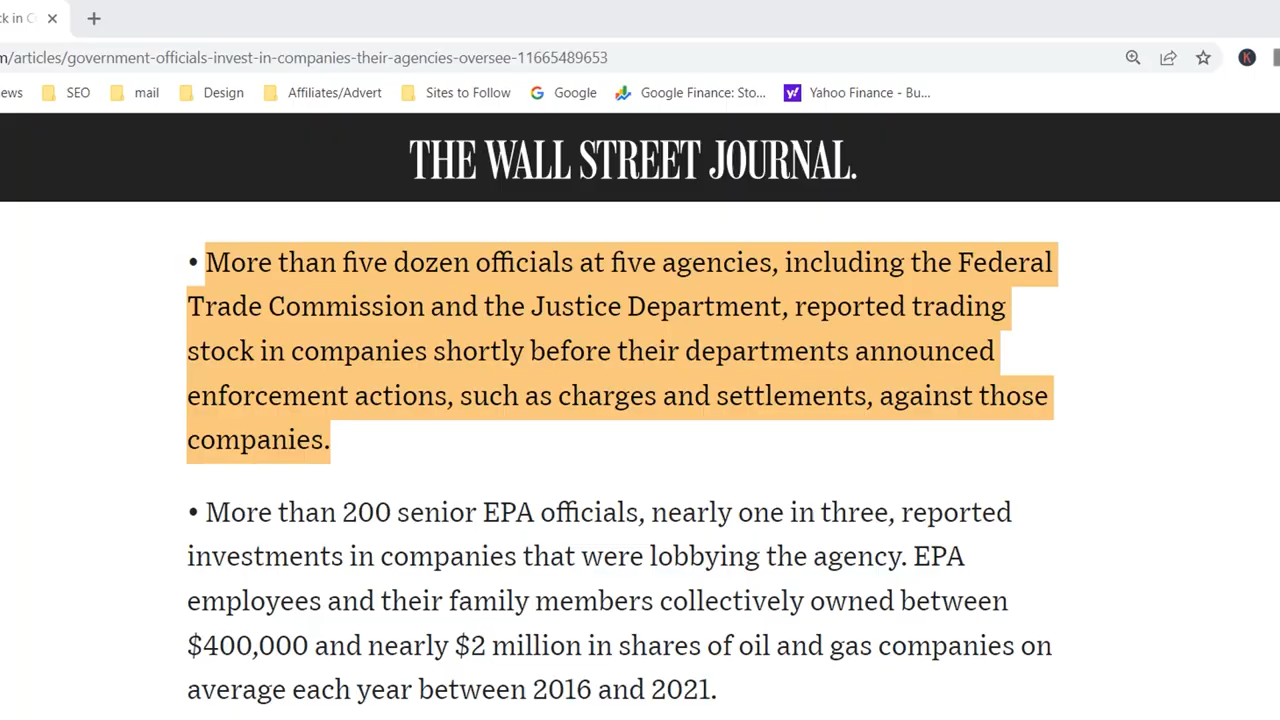 ck in C
m/articles/government-officials-invest-in-companies-their-agencies-oversee-11665489653
K
ews SEO mail Design Affiliates/Advert Sites to Follow G Google Google Finance: Sto... y! Yahoo Finance - Bu...
THE WALL STREET JOURNAL.
• More than five dozen officials at five agencies, including the Federal
Trade Commission and the Justice Department, reported trading
stock in companies shortly before their departments announced
enforcement actions, such as charges and settlements, against those
companies.
• More than 200 senior EPA officials, nearly one in three, reported
investments in companies that were lobbying the agency. EPA
employees and their family members collectively owned between
$400,000 and nearly $2 million in shares of oil and gas companies on
average each year between 2016 and 2021.